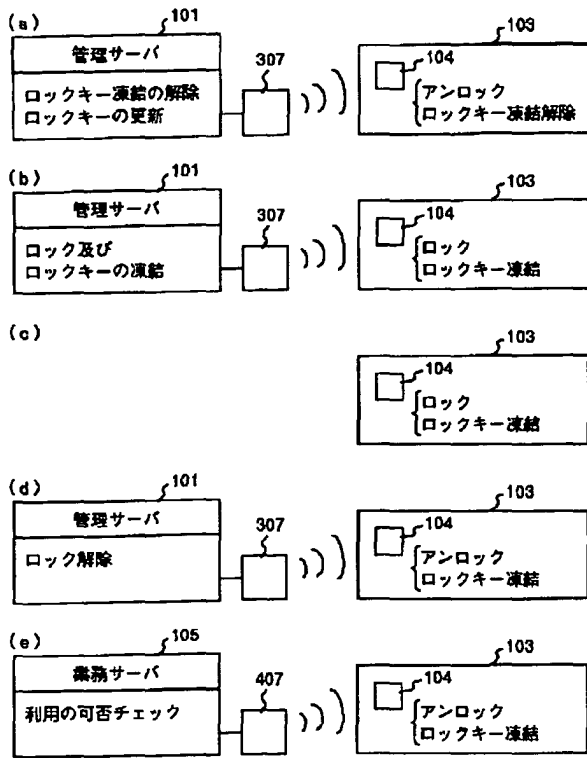 (a)
101
管理サーバ
ロックキー凍結の解除
ロックキーの更新
307
103
104
アンロック
ロックキー凍結解除
(b)
101
管理サーバ
ロック及び
ロックキーの凍結
307
103
104
ロック
ロックキー凍結
(c)
103
104
ロック
ロックキー凍結
(d)
101
管理サーバ
ロック解除
307
103
104
アンロック
ロックキー凍結
(e)
105
業務サーバ
利用の可否チェック
407
103
104
アンロック
ロックキー凍結